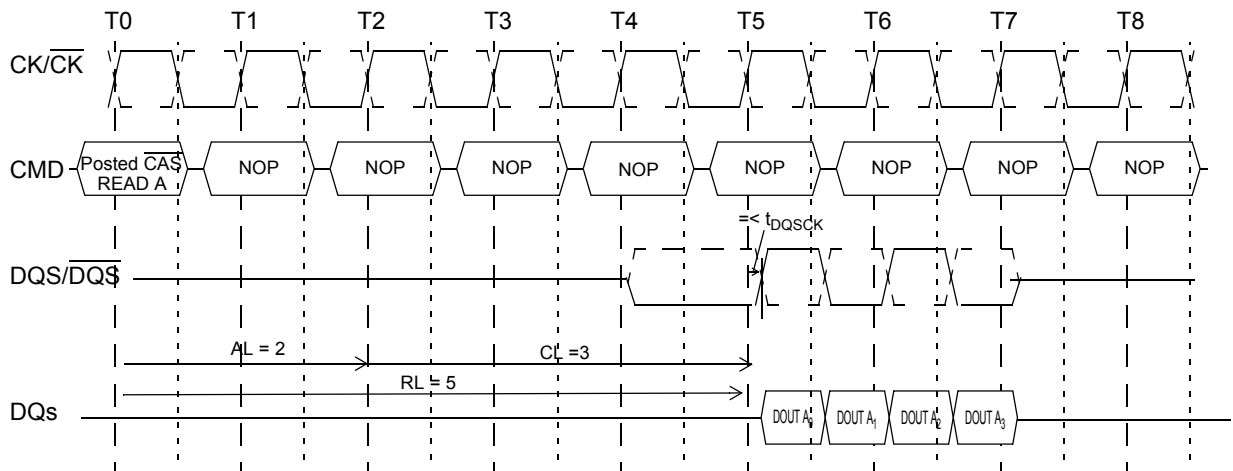 T0 T1 T2 T3 T4 T5 T6 T7 T8
CK/CK
CMD
Posted CAS
READ A
NOP NOP NOP NOP NOP NOP NOP NOP
=< tDQSCK
DQS/DQS
AL = 2
CL =3
RL = 5
DQs
DOUT A0 DOUT A1 DOUT A2 DOUT A3